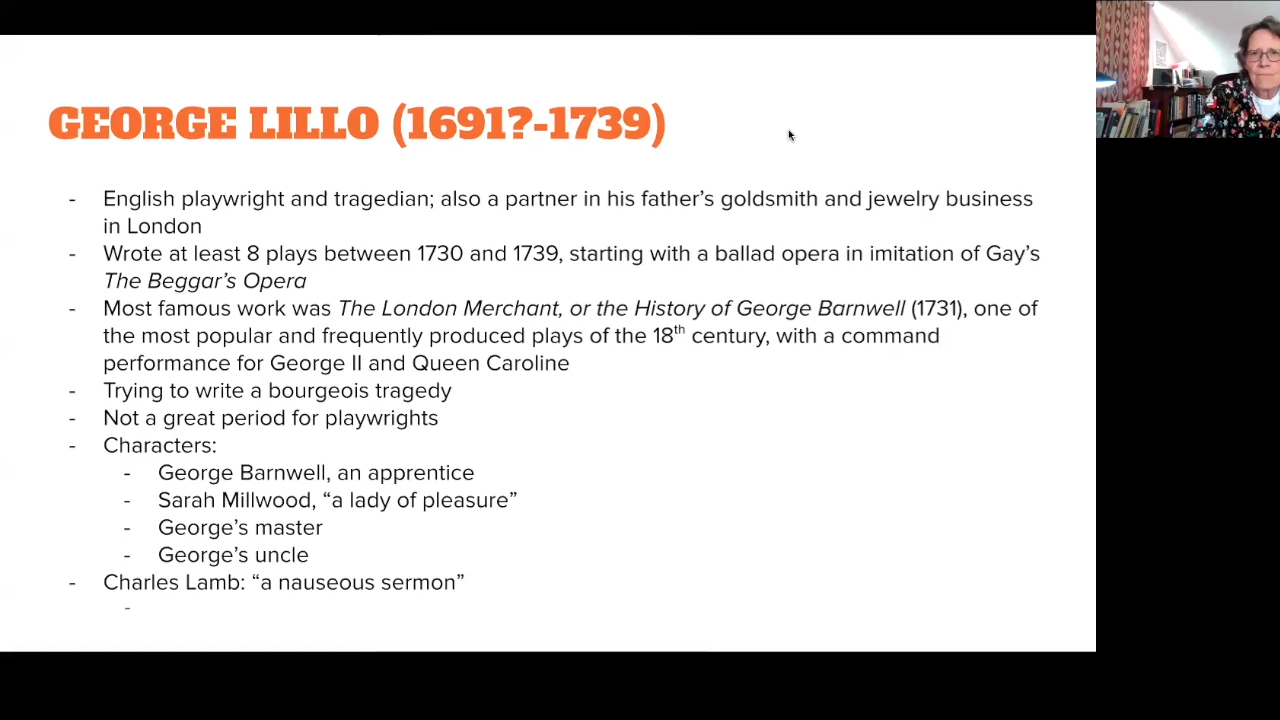 GEORGE LILLO (1691?-1739)
- English playwright and tragedian; also a partner in his father's goldsmith and jewelry business
in London
- Wrote at least 8 plays between 1730 and 1739, starting with a ballad opera in imitation of Gay's
The Beggar's Opera
- Most famous work was The London Merchant, or the History of George Barnwell (1731), one of
the most popular and frequently produced plays of the 18th century, with a command
performance for George II and Queen Caroline
- Trying to write a bourgeois tragedy
- Not a great period for playwrights
- Characters:
- George Barnwell, an apprentice
- Sarah Millwood, “a lady of pleasure”
- George's master
- George's uncle
- Charles Lamb: “a nauseous sermon”
-